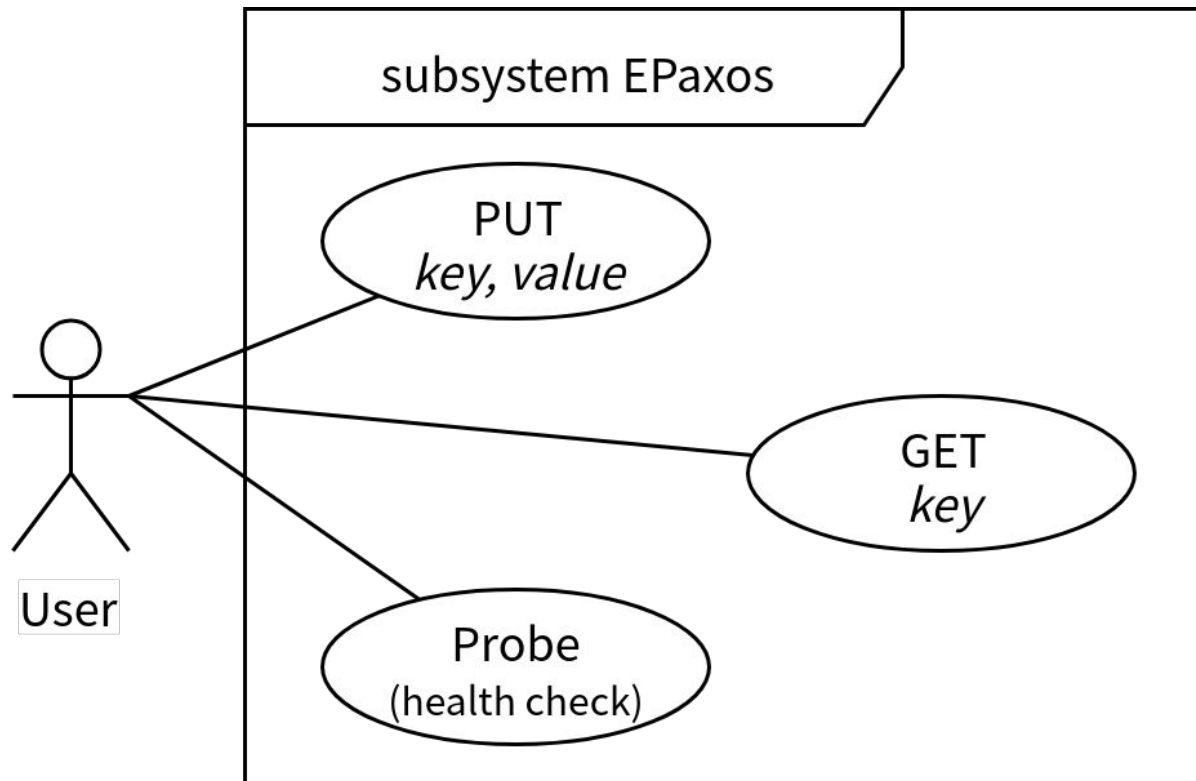 subsystem EPaxos
PUT
key, value
GET
key
User
Probe
(health check)